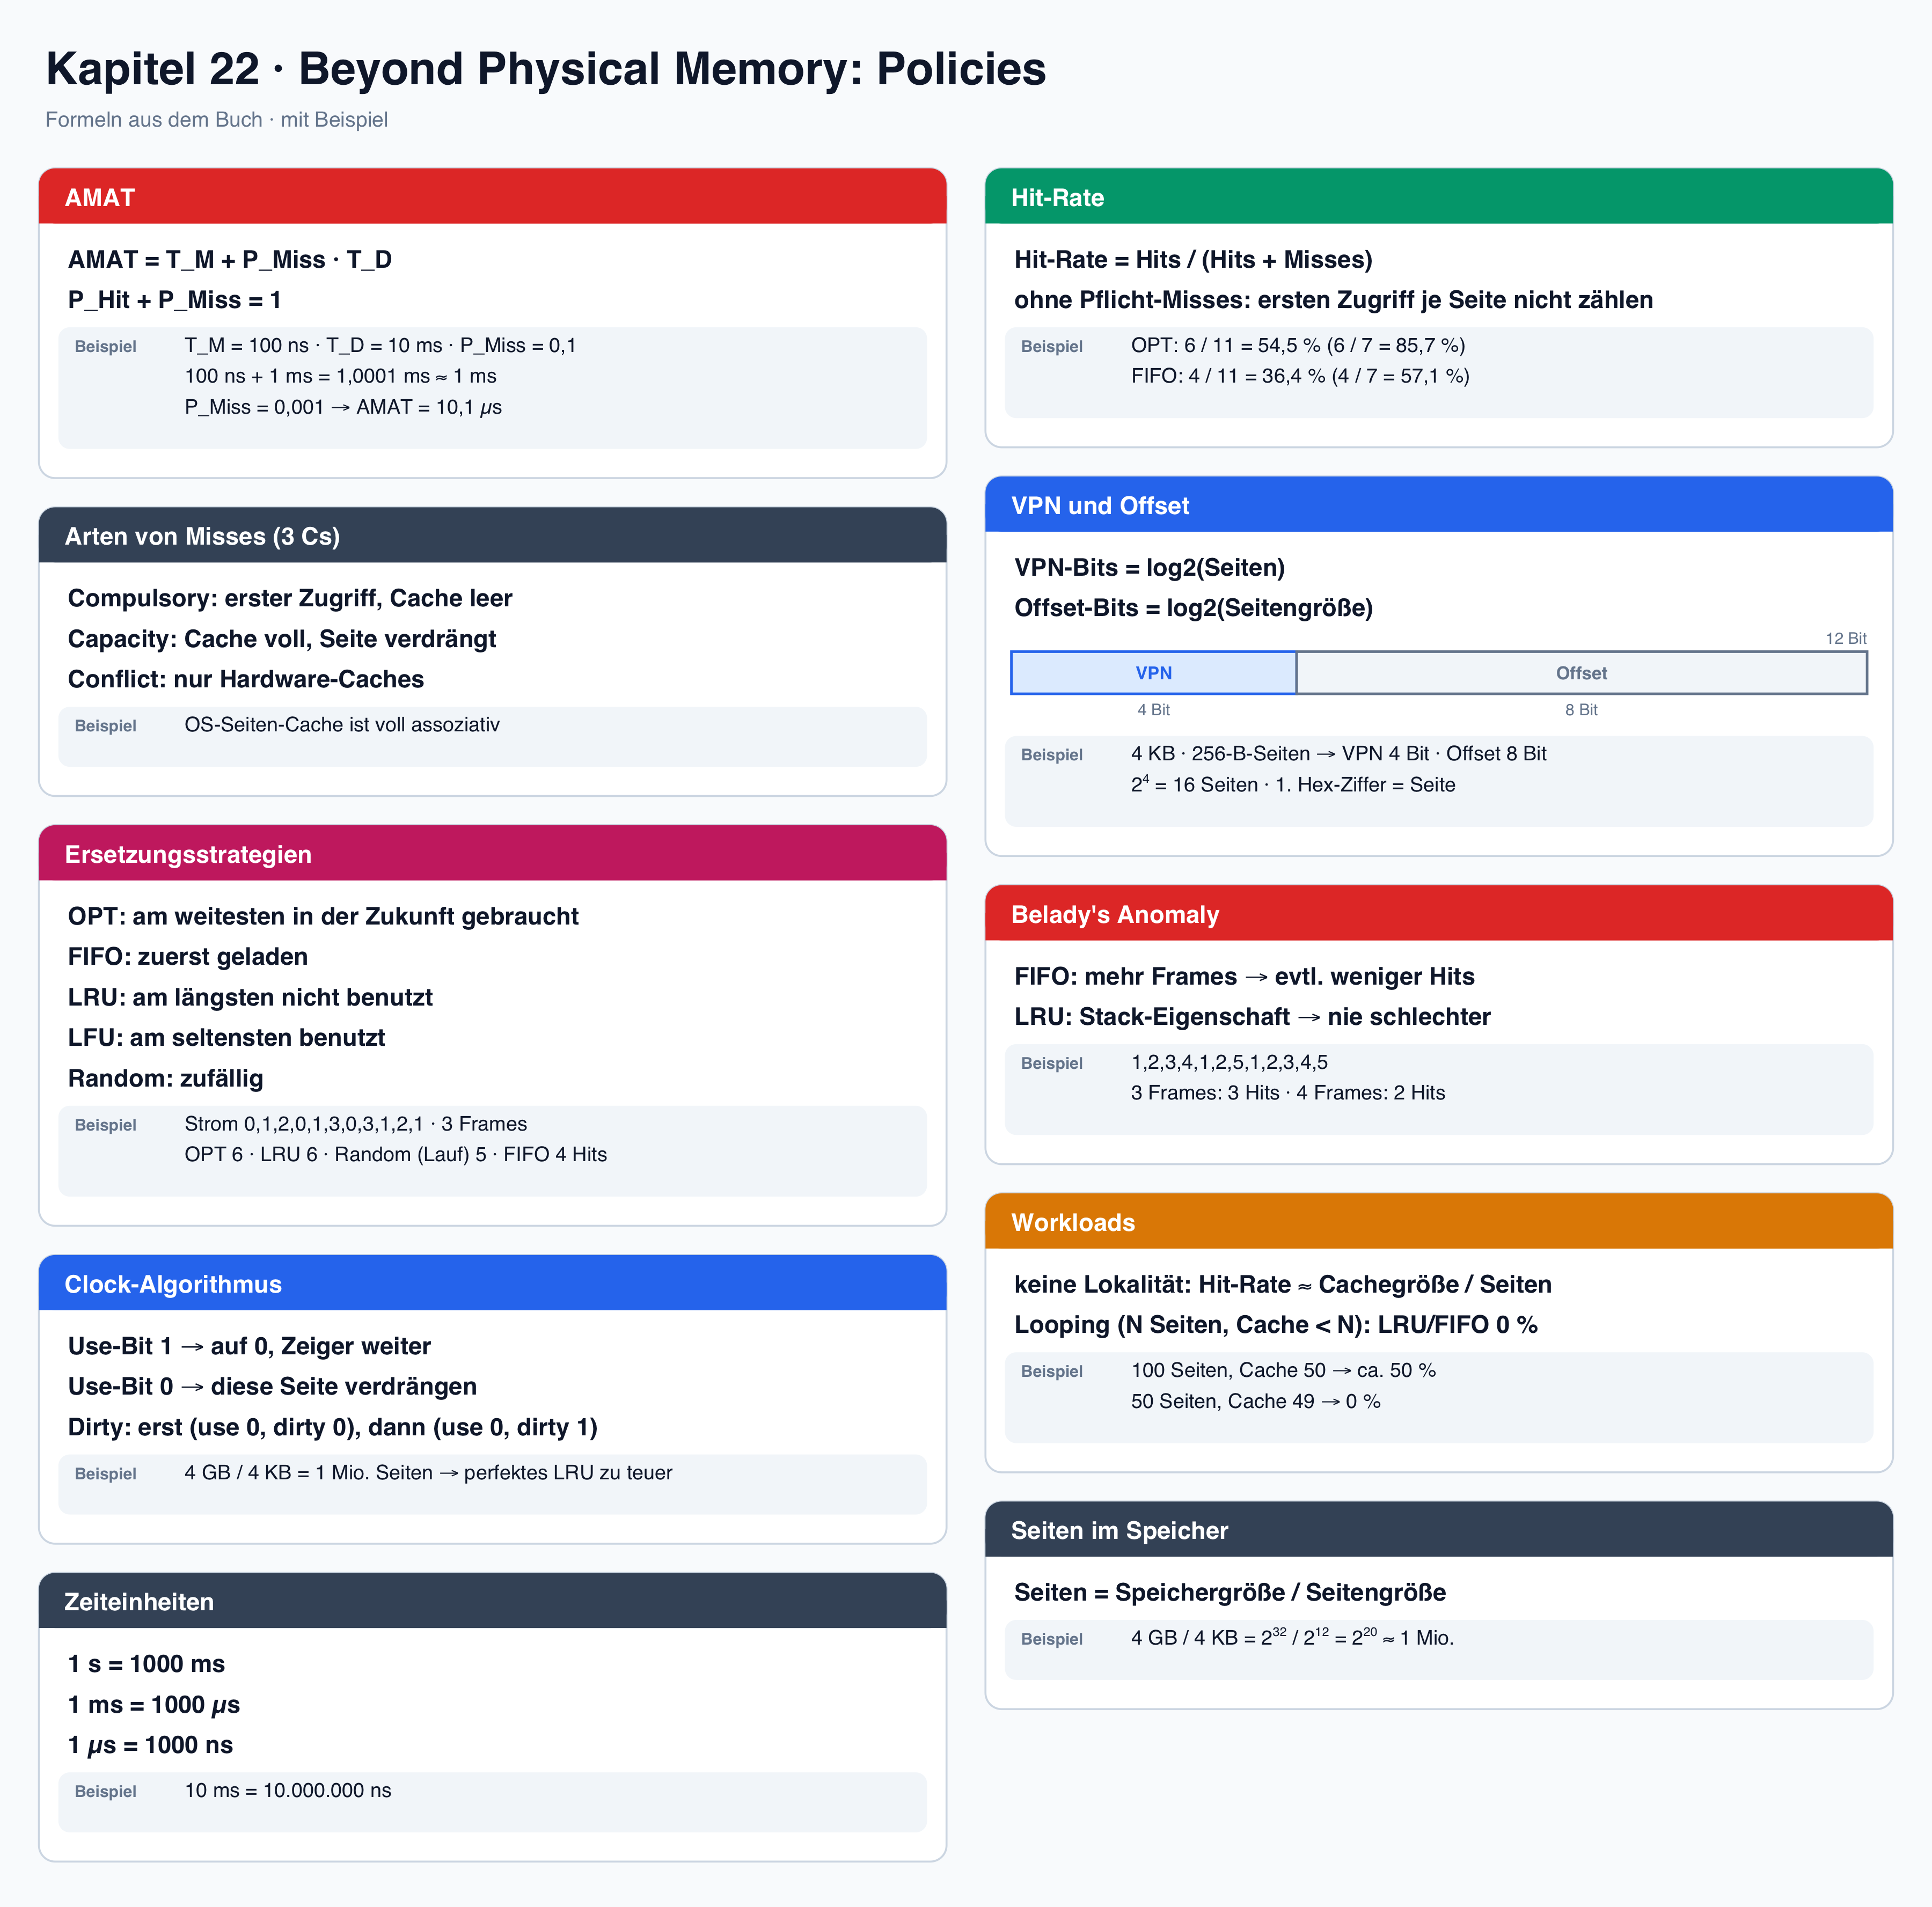 Kapitel 22 · Beyond Physical Memory: Policies
Formeln aus dem Buch · mit Beispiel
AMAT
AMAT = T_M + P_Miss · T_D
P_Hit + P_Miss = 1
Beispiel T_M = 100 ns · T_D = 10 ms · P_Miss = 0,1
100 ns + 1 ms = 1,0001 ms ≈ 1 ms
P_Miss = 0,001 → AMAT = 10,1 µs
Arten von Misses (3 Cs)
Compulsory: erster Zugriff, Cache leer
Capacity: Cache voll, Seite verdrängt
Conflict: nur Hardware-Caches
Beispiel OS-Seiten-Cache ist voll assoziativ
Ersetzungsstrategien
OPT: am weitesten in der Zukunft gebraucht
FIFO: zuerst geladen
LRU: am längsten nicht benutzt
LFU: am seltensten benutzt
Random: zufällig
Beispiel Strom 0,1,2,0,1,3,0,3,1,2,1 · 3 Frames
OPT 6 · LRU 6 · Random (Lauf) 5 · FIFO 4 Hits
Clock-Algorithmus
Use-Bit 1 → auf 0, Zeiger weiter
Use-Bit 0 → diese Seite verdrängen
Dirty: erst (use 0, dirty 0), dann (use 0, dirty 1)
Beispiel 4 GB / 4 KB = 1 Mio. Seiten → perfektes LRU zu teuer
Zeiteinheiten
1 s = 1000 ms
1 ms = 1000 µs
1 µs = 1000 ns
Beispiel 10 ms = 10.000.000 ns
Hit-Rate
Hit-Rate = Hits / (Hits + Misses)
ohne Pflicht-Misses: ersten Zugriff je Seite nicht zählen
Beispiel OPT: 6 / 11 = 54,5 % (6 / 7 = 85,7 %)
FIFO: 4 / 11 = 36,4 % (4 / 7 = 57,1 %)
VPN und Offset
VPN-Bits = log2(Seiten)
Offset-Bits = log2(Seitengröße)
12 Bit
VPN Offset
4 Bit 8 Bit
Beispiel 4 KB · 256-B-Seiten → VPN 4 Bit · Offset 8 Bit
2⁴ = 16 Seiten · 1. Hex-Ziffer = Seite
Belady's Anomaly
FIFO: mehr Frames → evtl. weniger Hits
LRU: Stack-Eigenschaft → nie schlechter
Beispiel 1,2,3,4,1,2,5,1,2,3,4,5
3 Frames: 3 Hits · 4 Frames: 2 Hits
Workloads
keine Lokalität: Hit-Rate ≈ Cachegröße / Seiten
Looping (N Seiten, Cache < N): LRU/FIFO 0 %
Beispiel 100 Seiten, Cache 50 → ca. 50 %
50 Seiten, Cache 49 → 0 %
Seiten im Speicher
Seiten = Speichergröße / Seitengröße
Beispiel 4 GB / 4 KB = 2³² / 2¹² = 2²⁰ ≈ 1 Mio.